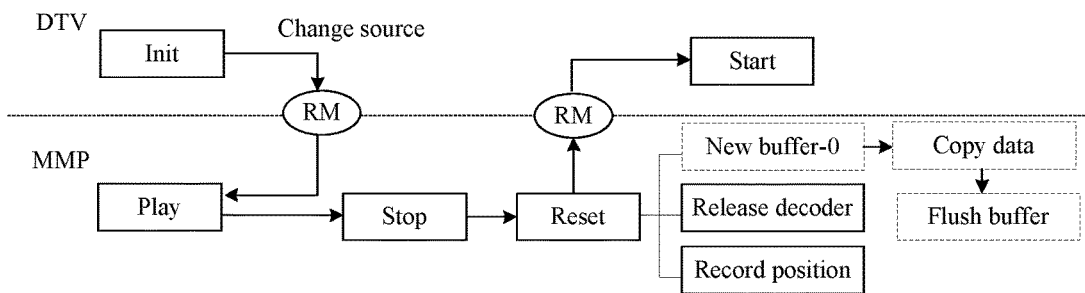 DTV
Change source
Init
Start
RM
RM
MMP
New buffer-0
Copy data
Play
Stop
Reset
Release decoder
Flush buffer
Record position